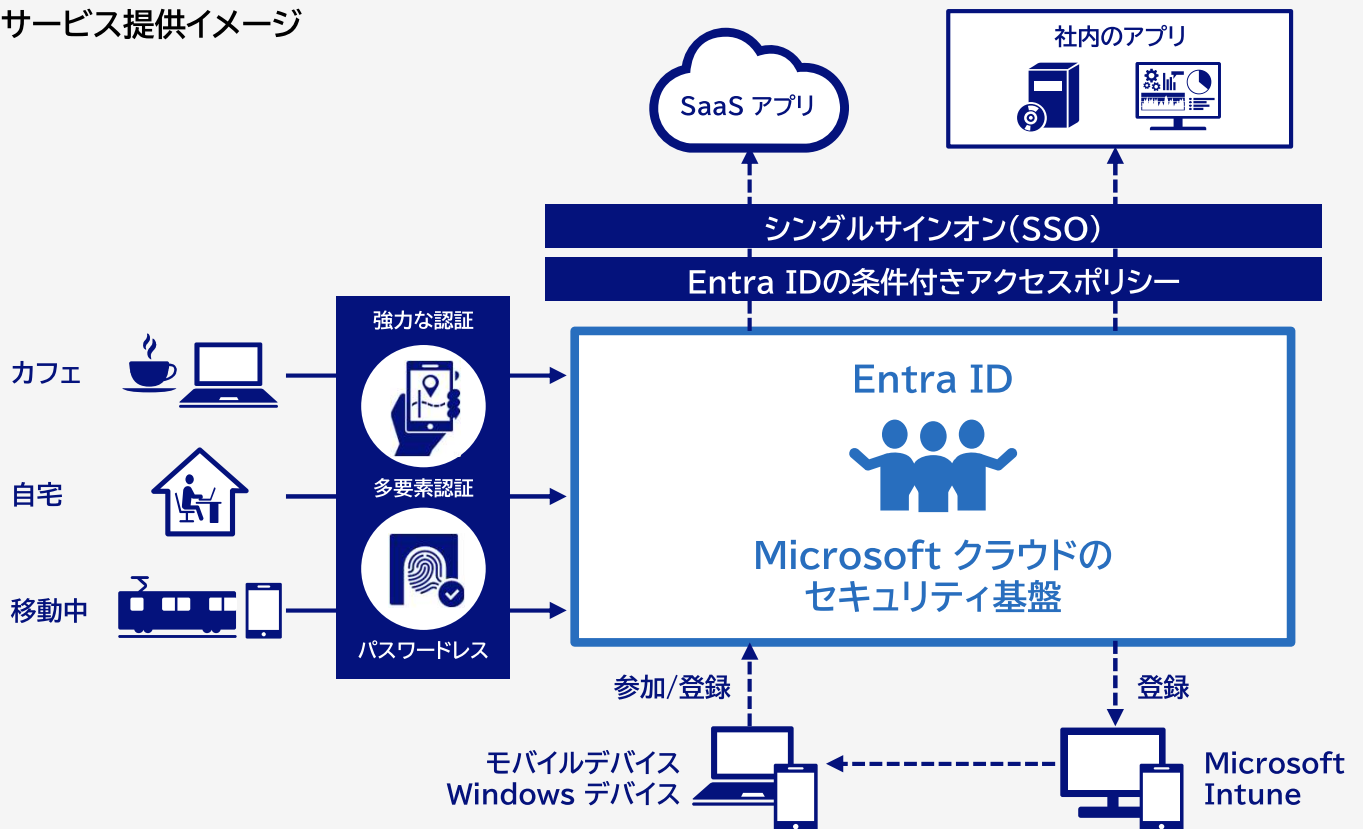 サービス提供イメージ
社内のアプリ
SaaS アプリ
シングルサインオン(SSO)
Entra IDの条件付きアクセスポリシー
強力な認証
カフェ
Entra ID
多要素認証
自宅
Microsoft クラウドの
セキュリティ基盤
移動中
パスワードレス
参加/登録
登録
モバイルデバイス
Windows デバイス
Microsoft
Intune